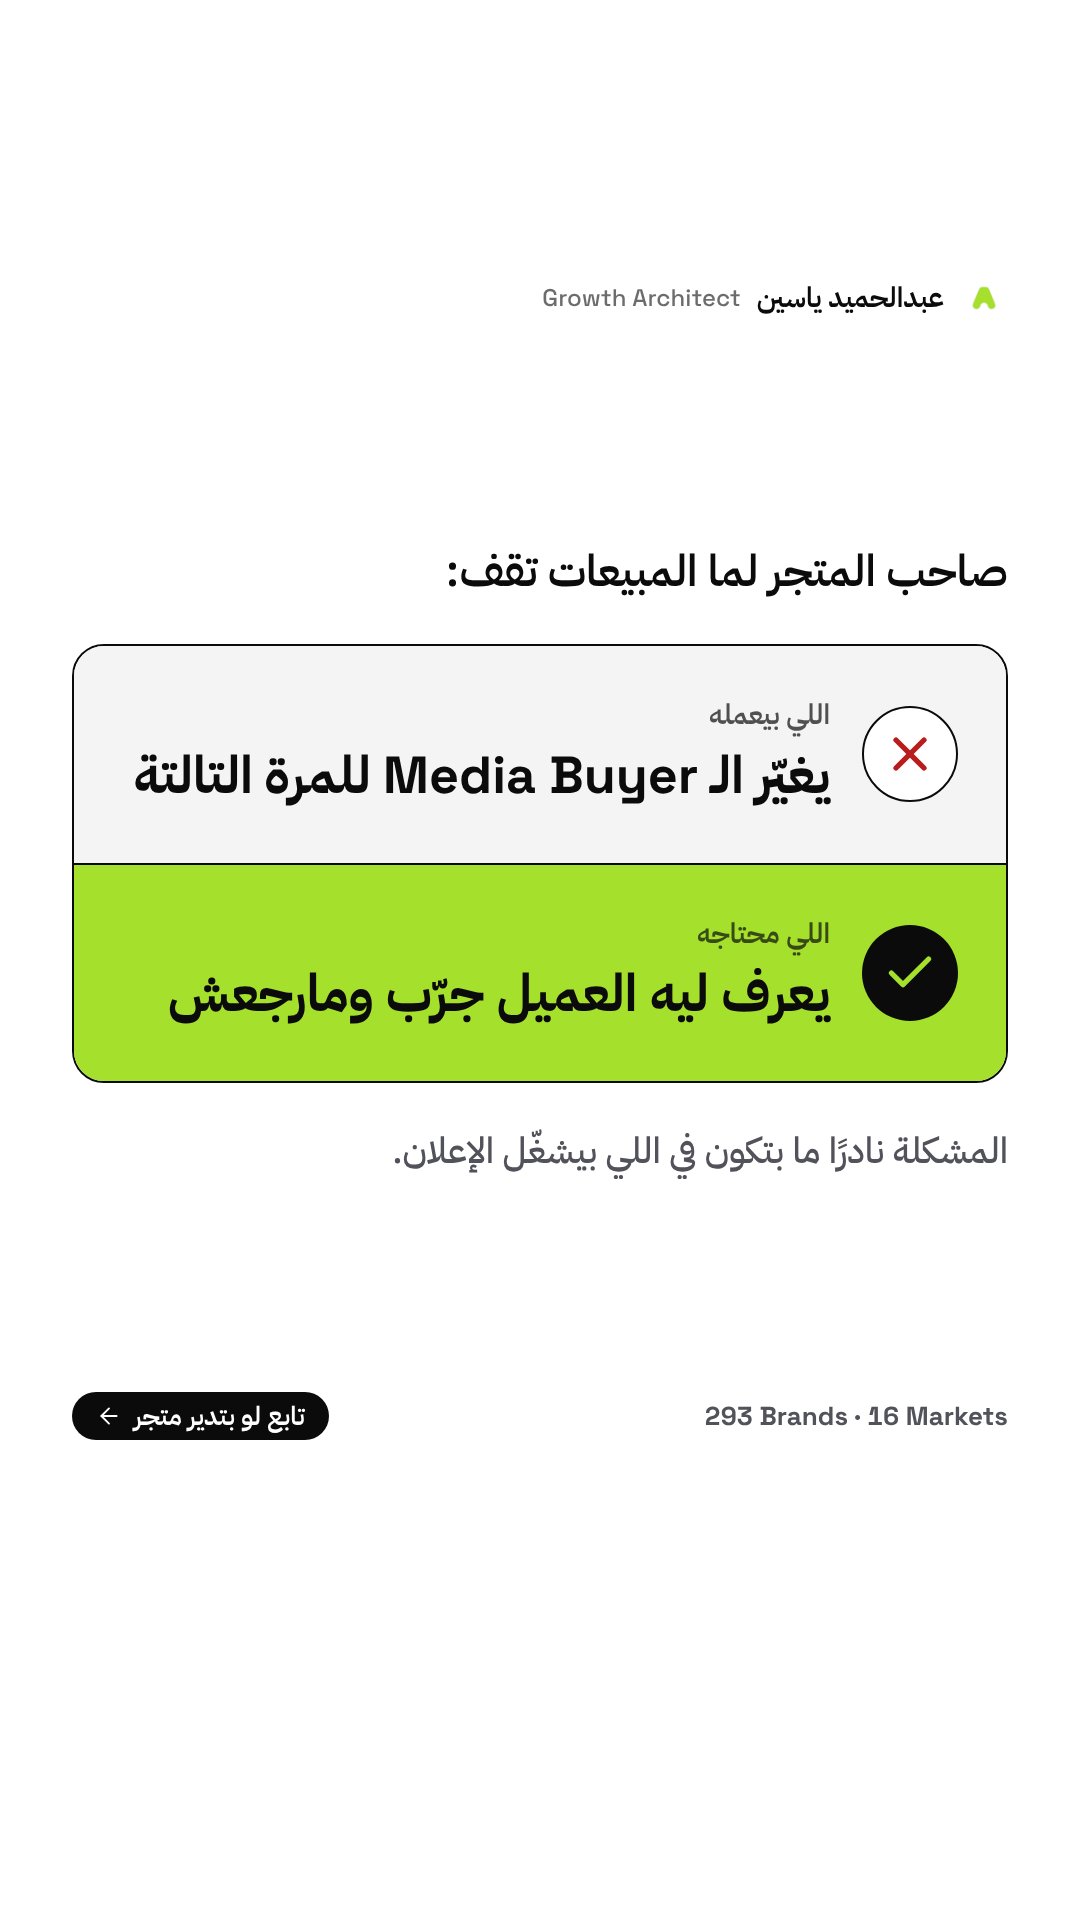 عبدالحميد ياسين Growth Architect
صاحب المتجر لما المبيعات تقف:
اللي بيعمله
يغيّر الـ Media Buyer للمرة التالتة
اللي محتاجه
يعرف ليه العميل جرّب ومارجعش
المشكلة نادرًا ما بتكون في اللي بيشغّل الإعلان.
293 Brands · 16 Markets
تابع لو بتدير متجر ←